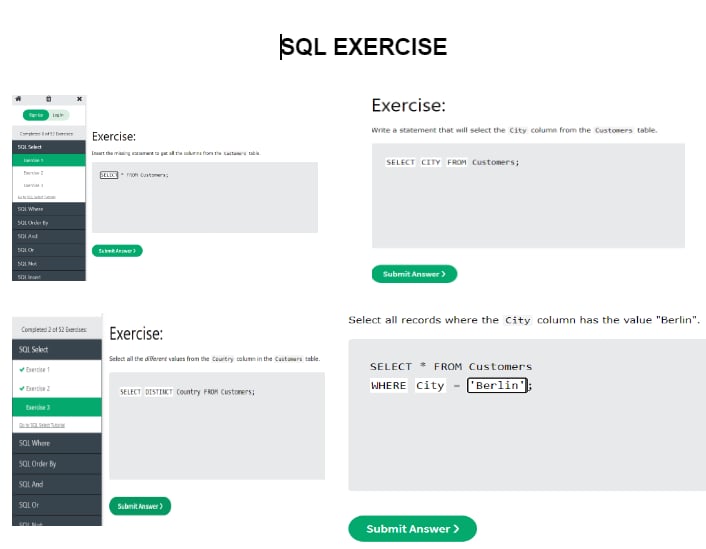 SQL EXERCISE
Sign Up Log In
Completed 0 of 52 Exercises:
SQL Select
Exercise 1
Exercise 2
Exercise 3
Go to SQL Select Tutorial
SQL Where
SQL Order By
SQL And
SQL Or
SQL Not
SQL Insert
Exercise:
Insert the missing statement to get all the columns from the Customers table.
SELECT * FROM Customers;
Submit Answer ❯
Exercise:
Write a statement that will select the City column from the Customers table.
SELECT CITY FROM Customers;
Submit Answer ❯
Completed 2 of 52 Exercises:
SQL Select
✔ Exercise 1
✔ Exercise 2
Exercise 3
Go to SQL Select Tutorial
SQL Where
SQL Order By
SQL And
SQL Or
SQL Not
Exercise:
Select all the different values from the Country column in the Customers table.
SELECT DISTINCT Country FROM Customers;
Submit Answer ❯
Select all records where the City column has the value "Berlin".
SELECT * FROM Customers
WHERE City = 'Berlin';
Submit Answer ❯